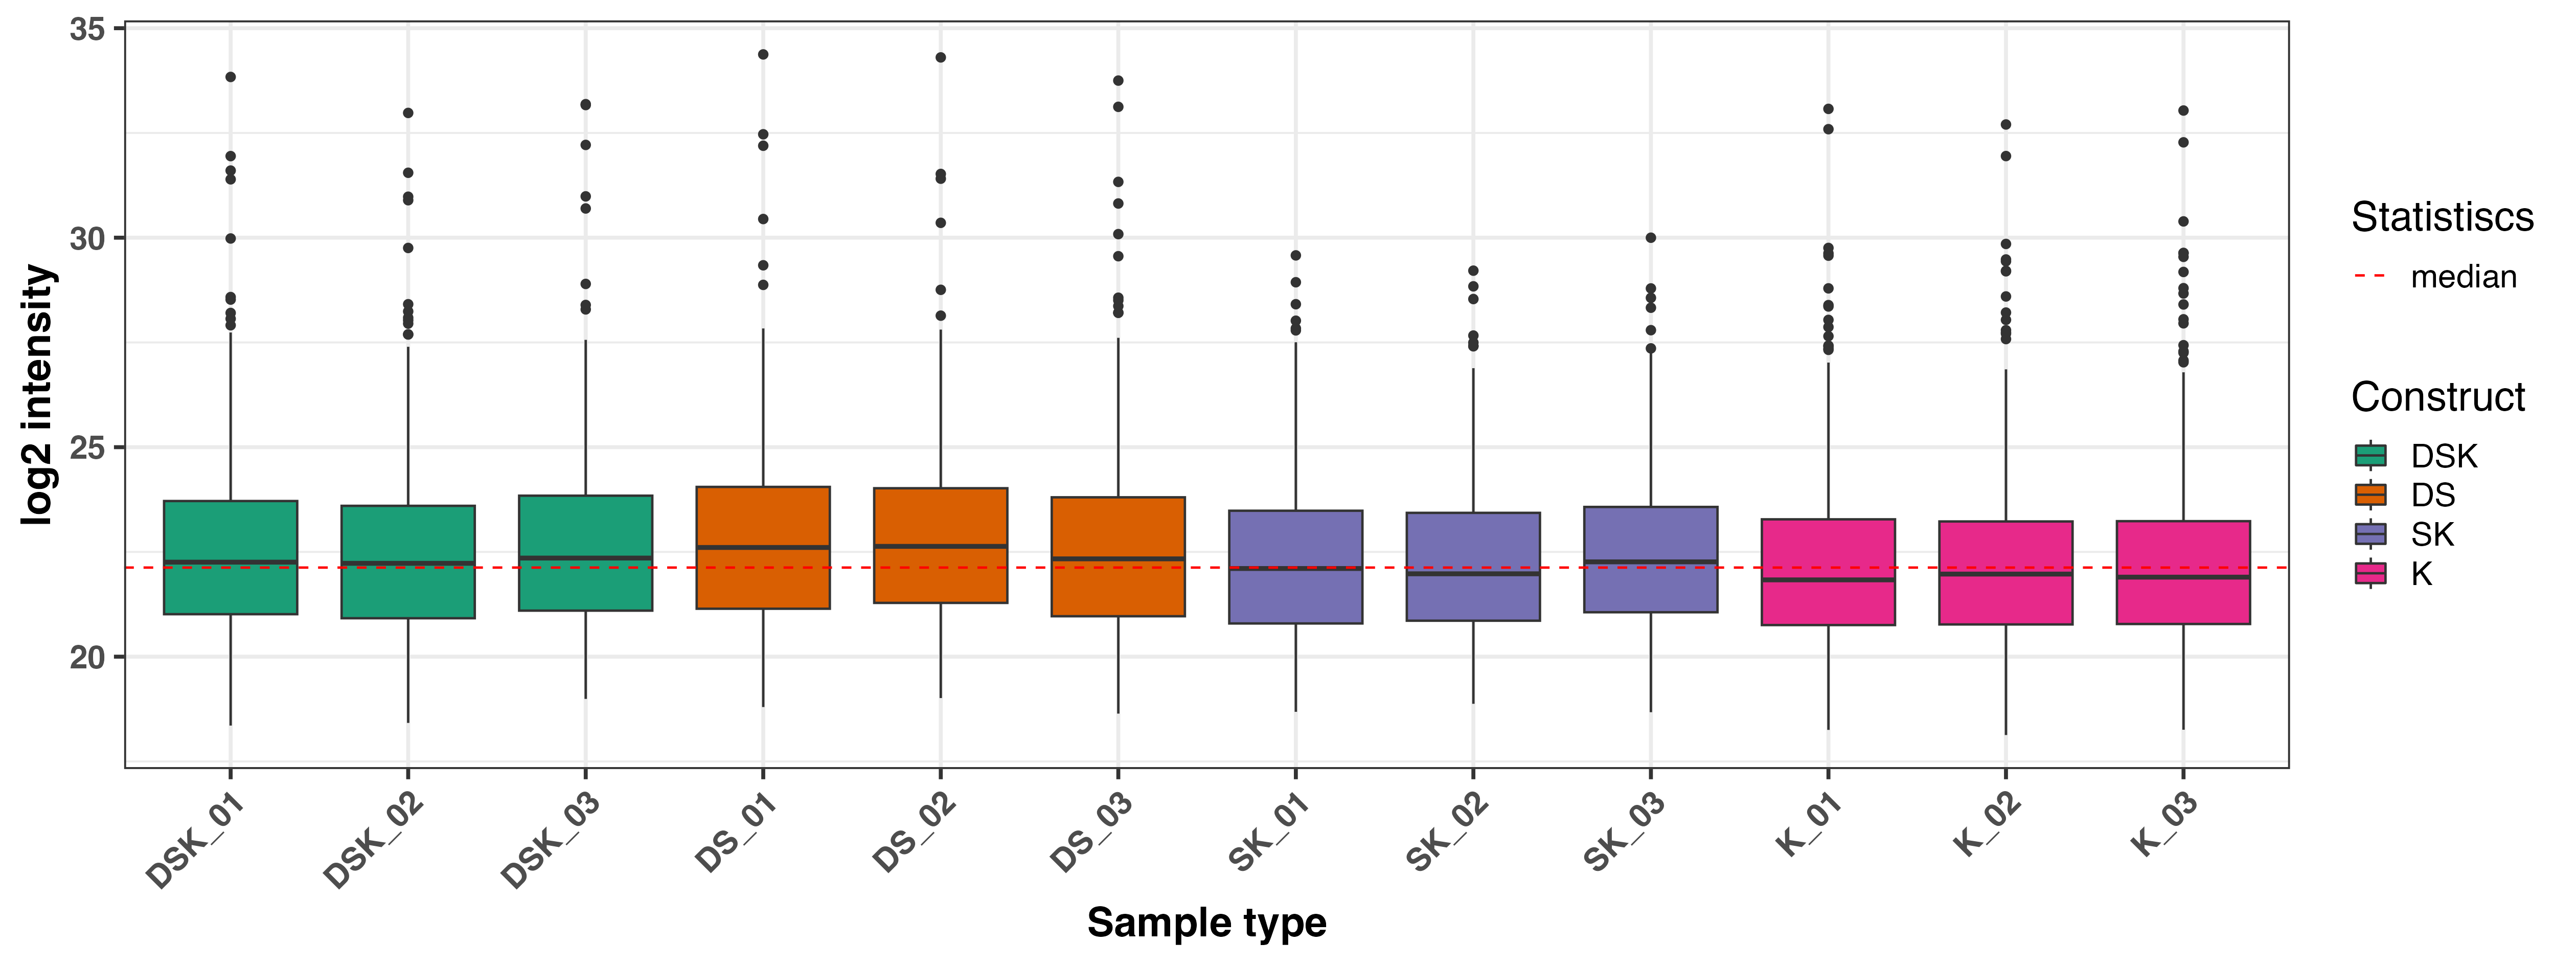 log2 intensity
35
30
25
20
DSK_01
DSK_02
DSK_03
DS_01
DS_02
DS_03
SK_01
SK_02
SK_03
K_01
K_02
K_03
Sample type
Statistiscs
median
Construct
DSK
DS
SK
K